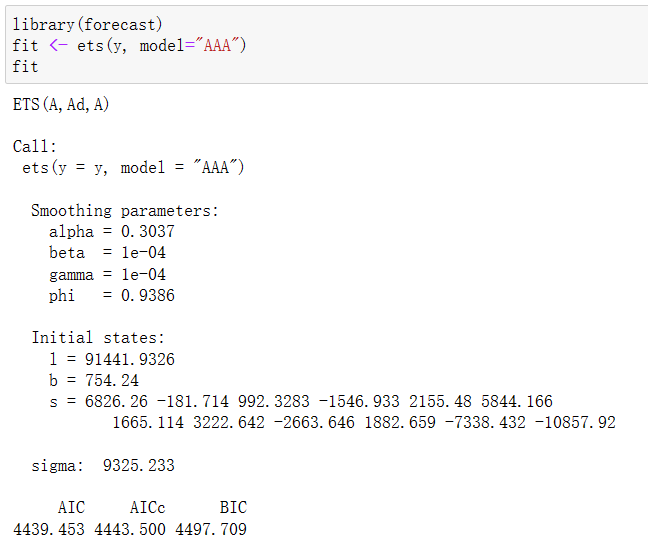 library(forecast)
fit <- ets(y, model="AAA")
fit
ETS(A,Ad,A)
Call:
ets(y = y, model = "AAA")
Smoothing parameters:
alpha = 0.3037
beta  = 1e-04
gamma = 1e-04
phi   = 0.9386
Initial states:
l = 91441.9326
b = 754.24
s = 6826.26 -181.714 992.3283 -1546.933 2155.48 5844.166
1665.114 3222.642 -2663.646 1882.659 -7338.432 -10857.92
sigma:  9325.233
AIC     AICc      BIC
4439.453 4443.500 4497.709